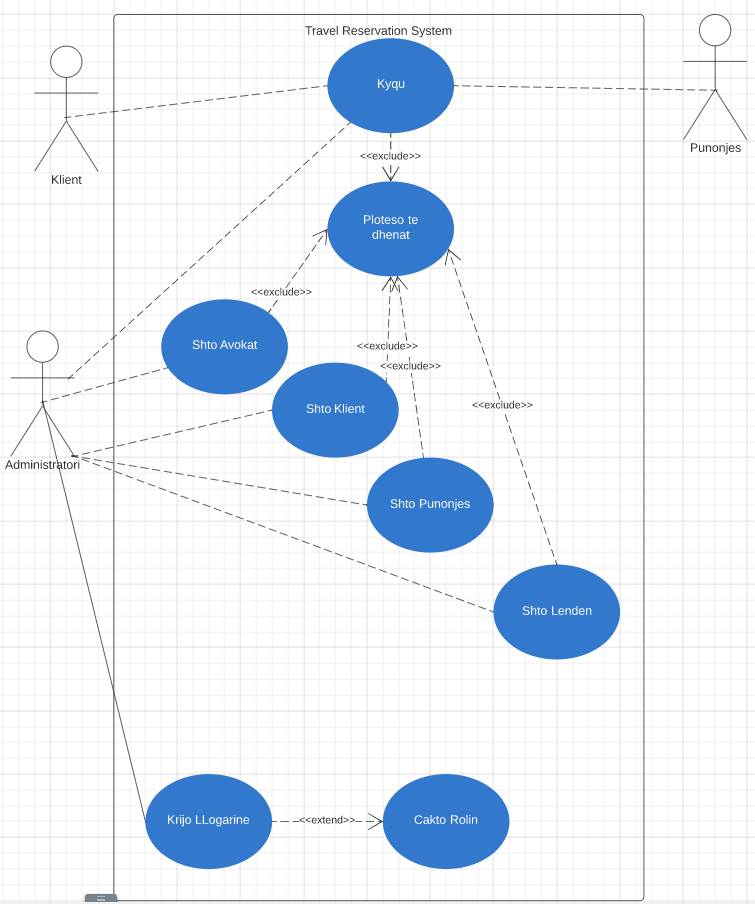 Travel Reservation System
Kyqu
Punonjes
Klient
<<exclude>>
Ploteso te
dhenat
<<exclude>>
Shto Avokat
<<exclude>>
<<exclude>>
Shto Klient
<<exclude>>
Administratori
Shto Punonjes
Shto Lenden
Krijo LLogarine
<<extend>>
Cakto Rolin